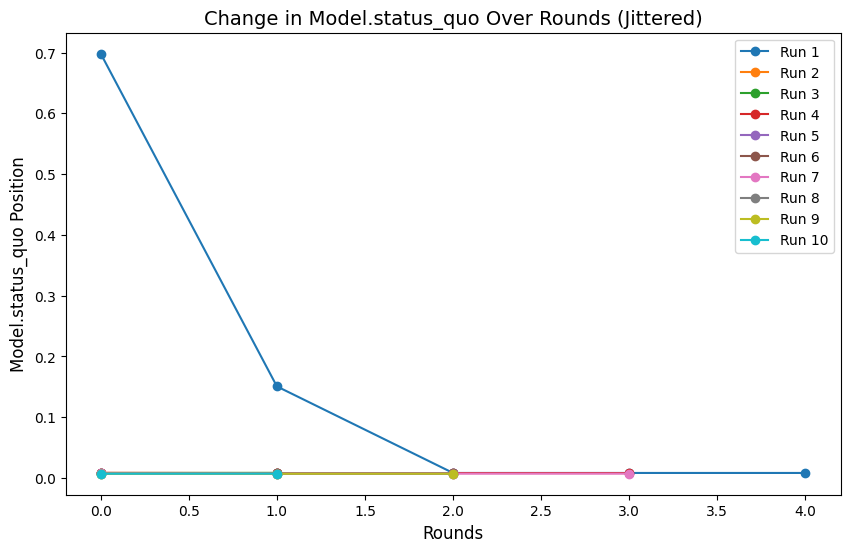 Change in Model.status_quo Over Rounds (Jittered)
Model.status_quo Position
0.7
0.6
0.5
0.4
0.3
0.2
0.1
0.0
Run 1
Run 2
Run 3
Run 4
Run 5
Run 6
Run 7
Run 8
Run 9
Run 10
0.0 0.5 1.0 1.5 2.0 2.5 3.0 3.5 4.0
Rounds